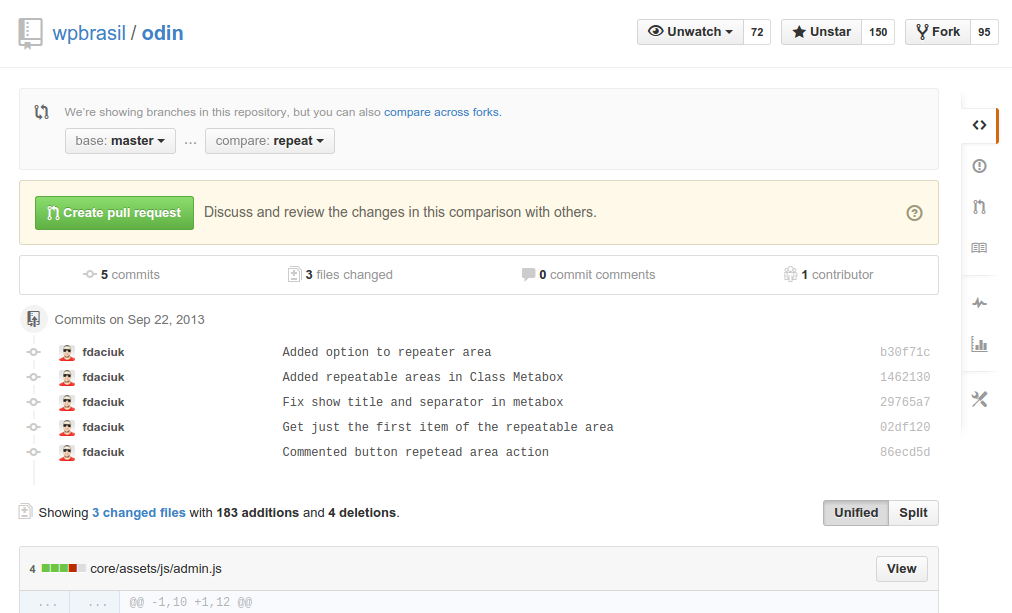 wpbrasil / odin
Unwatch 72 Unstar 150 Fork 95
We're showing branches in this repository, but you can also compare across forks.
base: master ... compare: repeat
Create pull request Discuss and review the changes in this comparison with others.
5 commits 3 files changed 0 commit comments 1 contributor
Commits on Sep 22, 2013
fdaciuk Added option to repeater area b30f71c
fdaciuk Added repeatable areas in Class Metabox 1462130
fdaciuk Fix show title and separator in metabox 29765a7
fdaciuk Get just the first item of the repeatable area 02df120
fdaciuk Commented button repetead area action 86ecd5d
Showing 3 changed files with 183 additions and 4 deletions. Unified Split
4 core/assets/js/admin.js View
... ... @@ -1,10 +1,12 @@